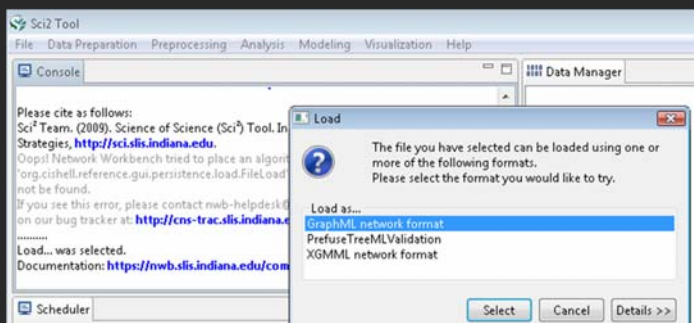 Sci2 Tool
File Data Preparation Preprocessing Analysis Modeling Visualization Help
Console
Data Manager
Please cite as follows:
Sci² Team. (2009). Science of Science (Sci²) Tool. In
Strategies, http://sci.slis.indiana.edu.
Oops! Network Workbench tried to place an algorit
'org.cishell.reference.gui.persistence.load.FileLoad'
not be found.
If you see this error, please contact nwb-helpdesk@
on our bug tracker at: http://cns-trac.slis.indiana.e
..........
Load... was selected.
Documentation: https://nwb.slis.indiana.edu/com
Scheduler
Load
The file you have selected can be loaded using one or
more of the following formats.
Please select the format you would like to try.
Load as...
GraphML network format
PrefuseTreeMLValidation
XGMML network format
Select Cancel Details >>